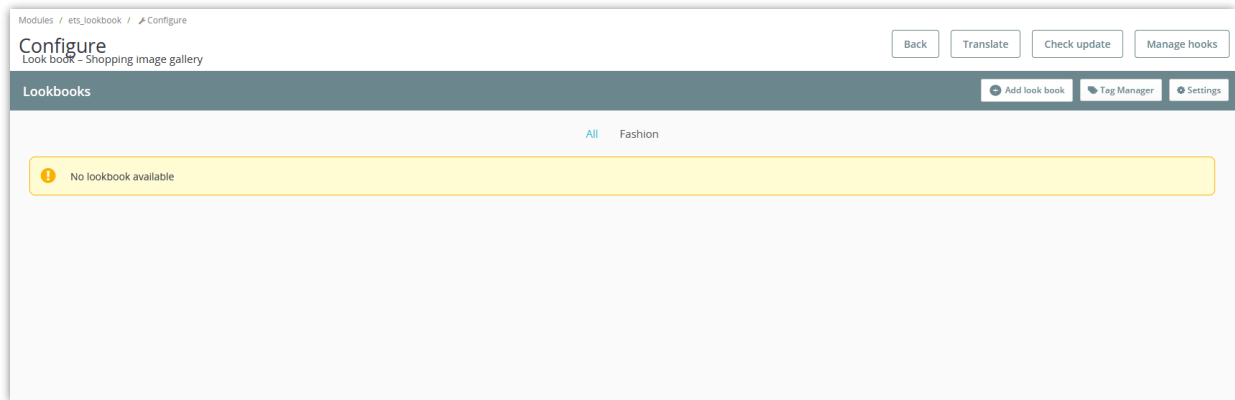 Modules / ets_lookbook / Configure
Configure
Look book – Shopping image gallery
Back Translate Check update Manage hooks
Lookbooks
Add look book Tag Manager Settings
All Fashion
No lookbook available